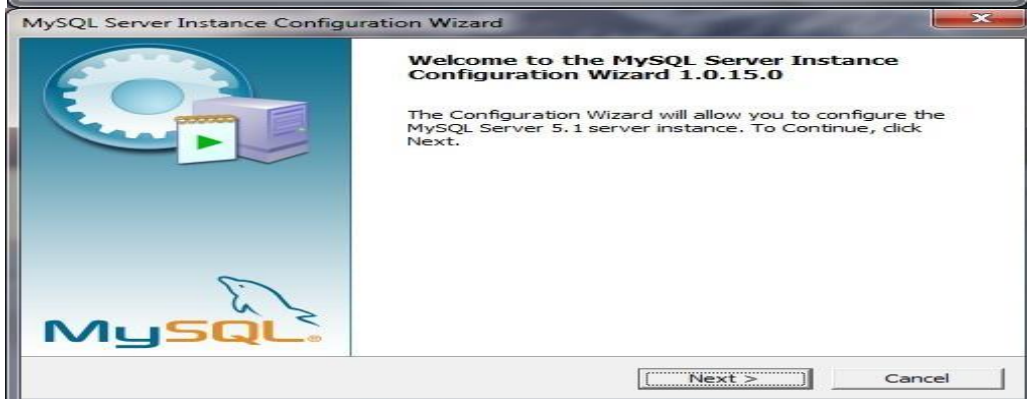 MySQL Server Instance Configuration Wizard
Welcome to the MySQL Server Instance
Configuration Wizard 1.0.15.0
The Configuration Wizard will allow you to configure the
MySQL Server 5.1 server instance. To Continue, click
Next.
MySQL®
Next >
Cancel